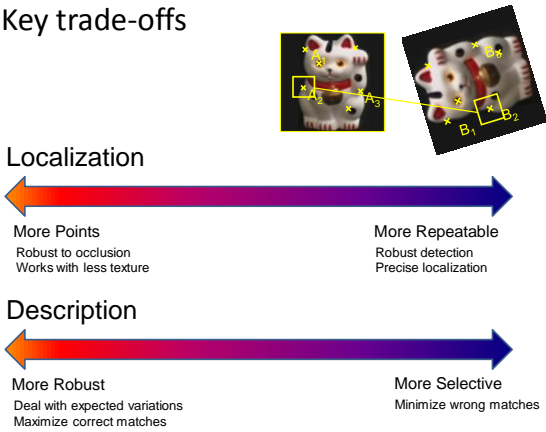 Key trade-offs
A1
A2
A3
B3
B1
B2
Localization
More Points
More Repeatable
Robust to occlusion
Works with less texture
Robust detection
Precise localization
Description
More Robust
More Selective
Deal with expected variations
Maximize correct matches
Minimize wrong matches